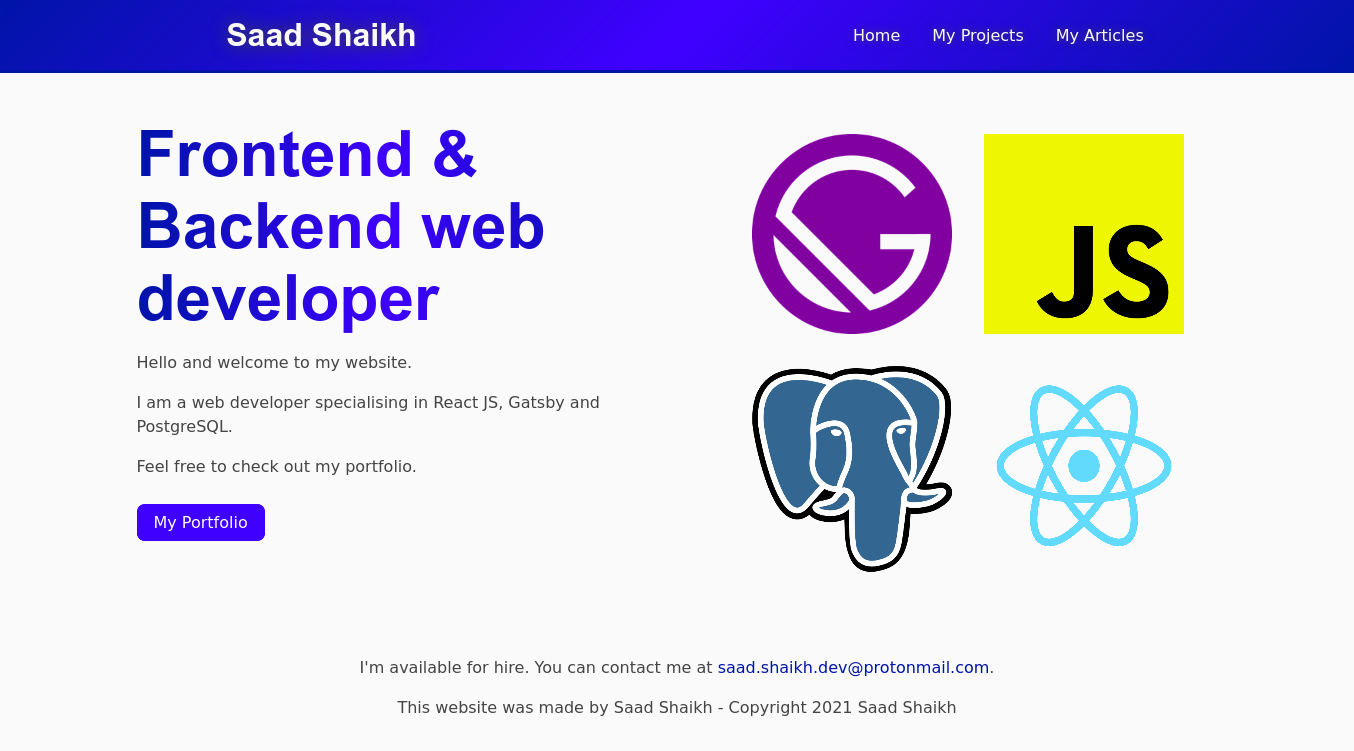 Saad Shaikh
Home
My Projects
My Articles
Frontend &
Backend web
developer
Hello and welcome to my website.
I am a web developer specialising in React JS, Gatsby and
PostgreSQL.
Feel free to check out my portfolio.
My Portfolio
JS
I'm available for hire. You can contact me at saad.shaikh.dev@protonmail.com.
This website was made by Saad Shaikh - Copyright 2021 Saad Shaikh